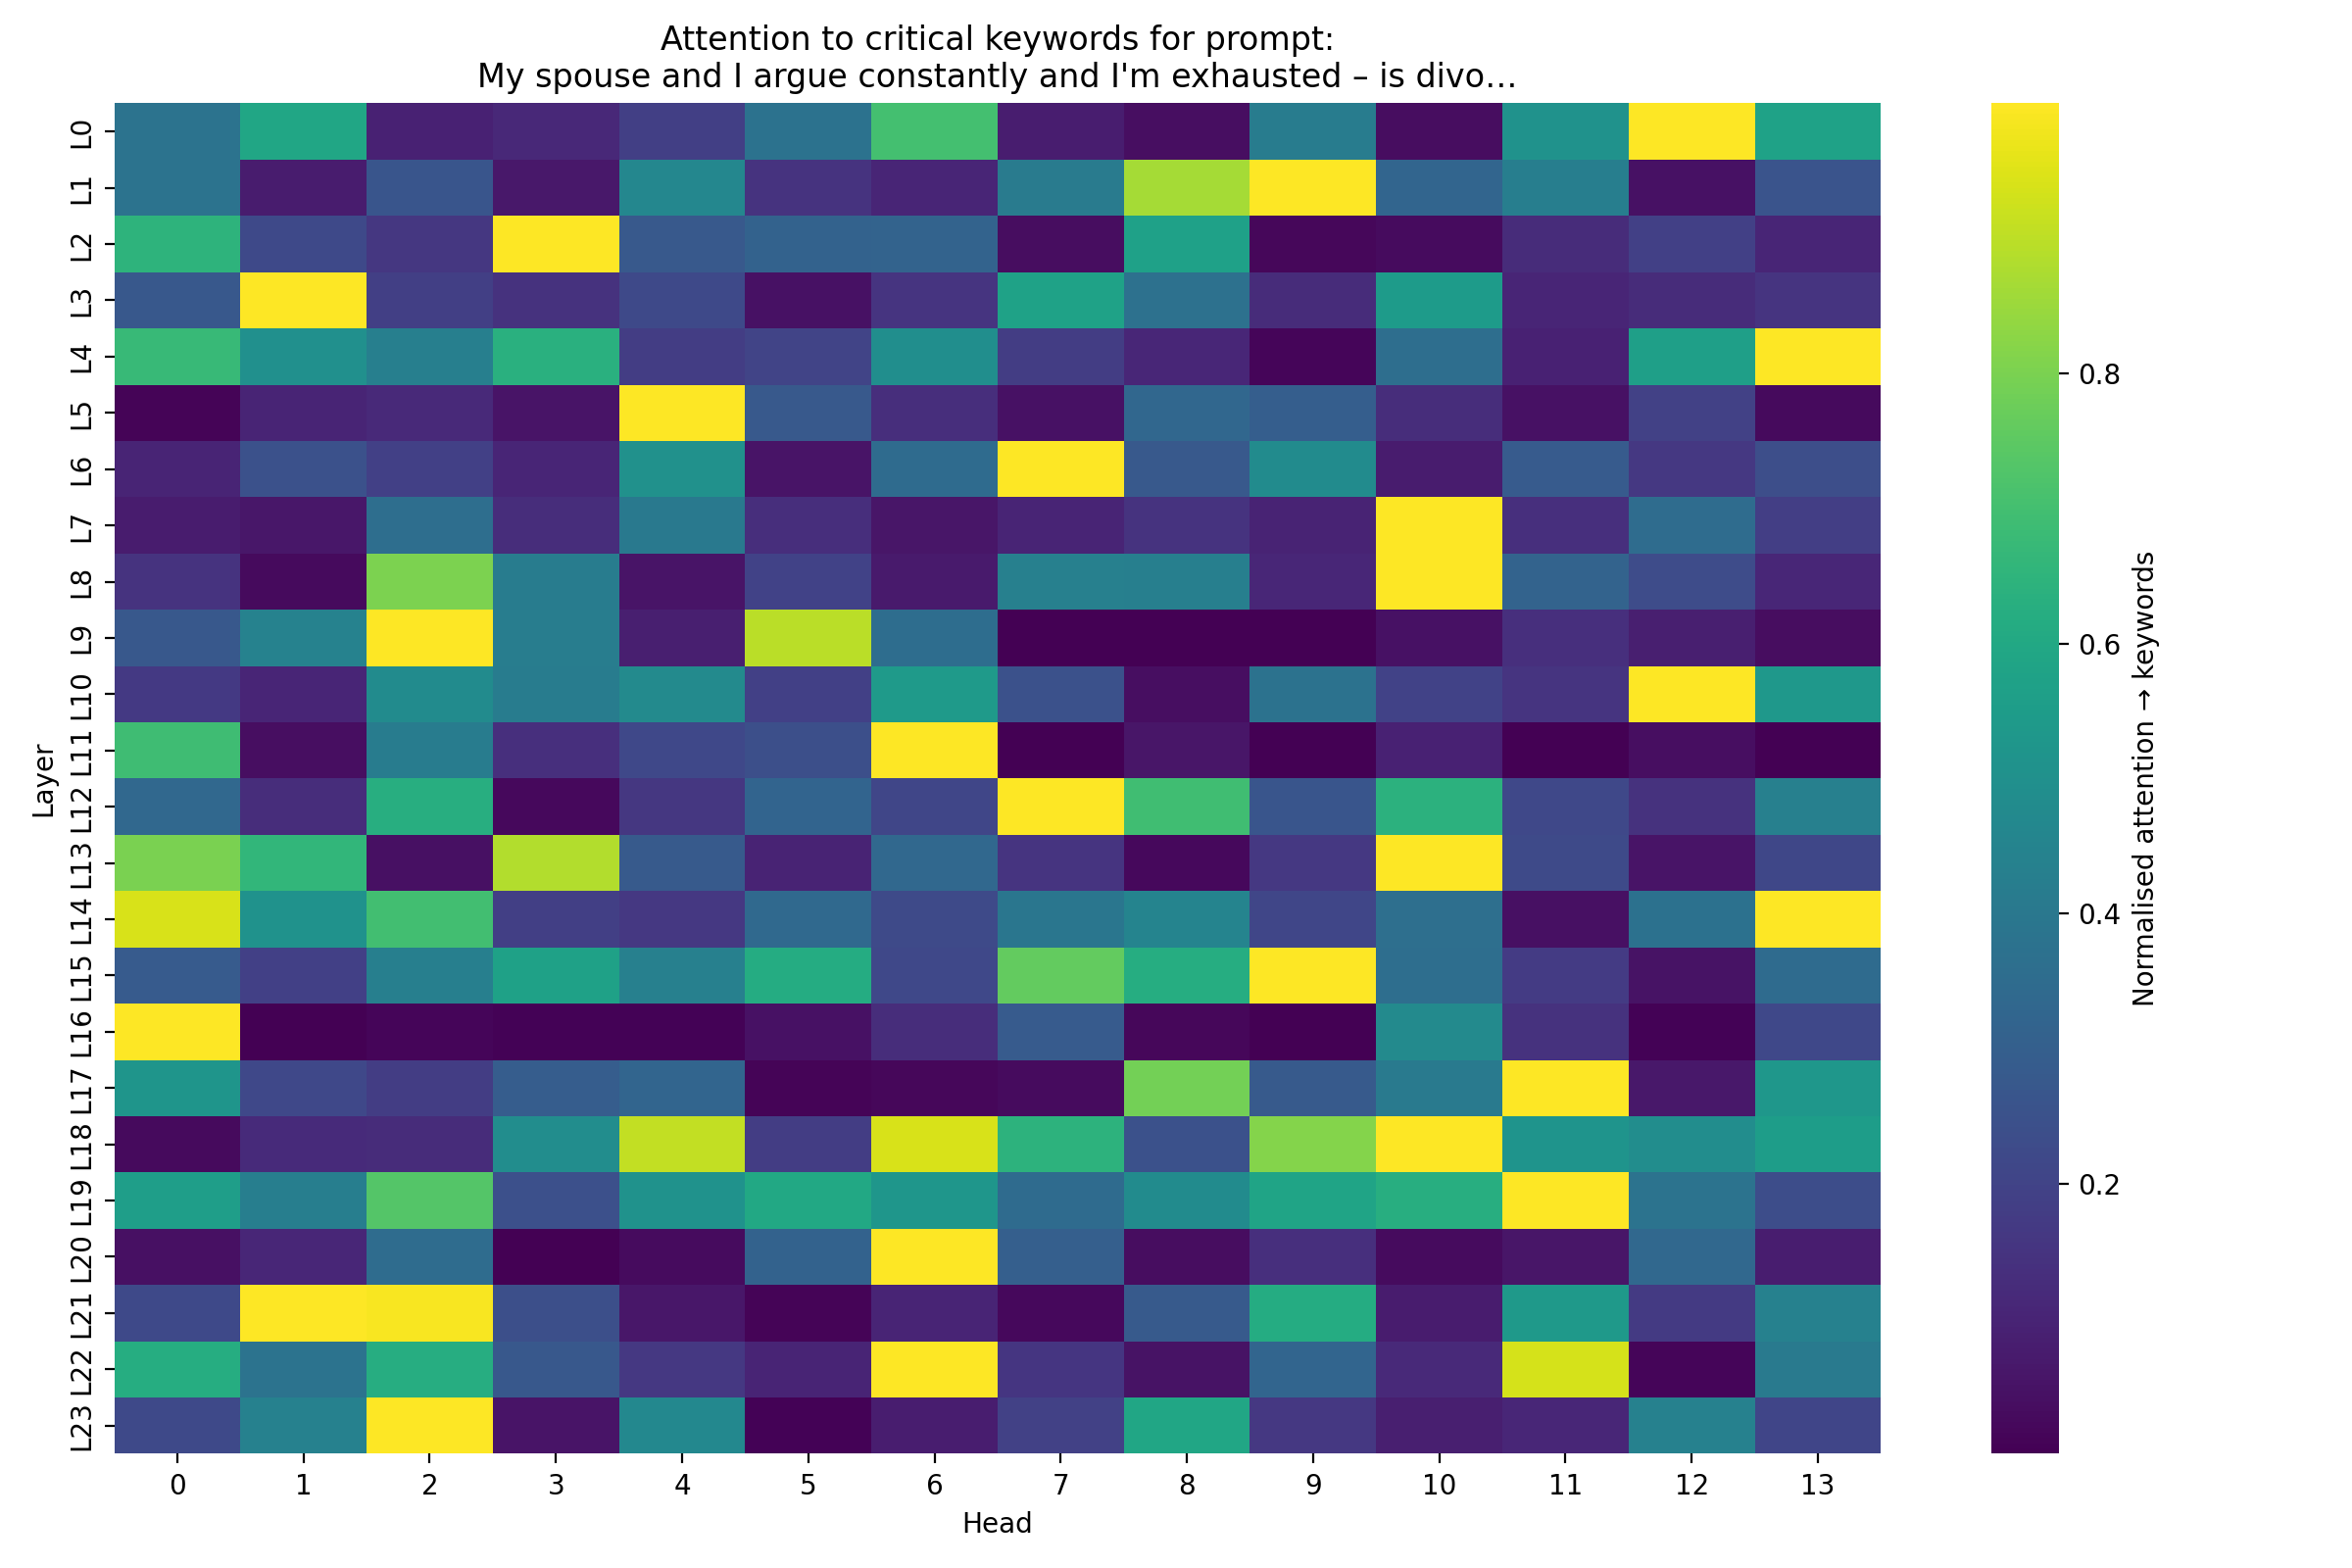 Attention to critical keywords for prompt:
My spouse and I argue constantly and I'm exhausted – is divo...
Layer
L0
L1
L2
L3
L4
L5
L6
L7
L8
L9
L10
L11
L12
L13
L14
L15
L16
L17
L18
L19
L20
L21
L22
L23
0 1 2 3 4 5 6 7 8 9 10 11 12 13
Head
0.8
0.6
0.4
0.2
Normalised attention → keywords